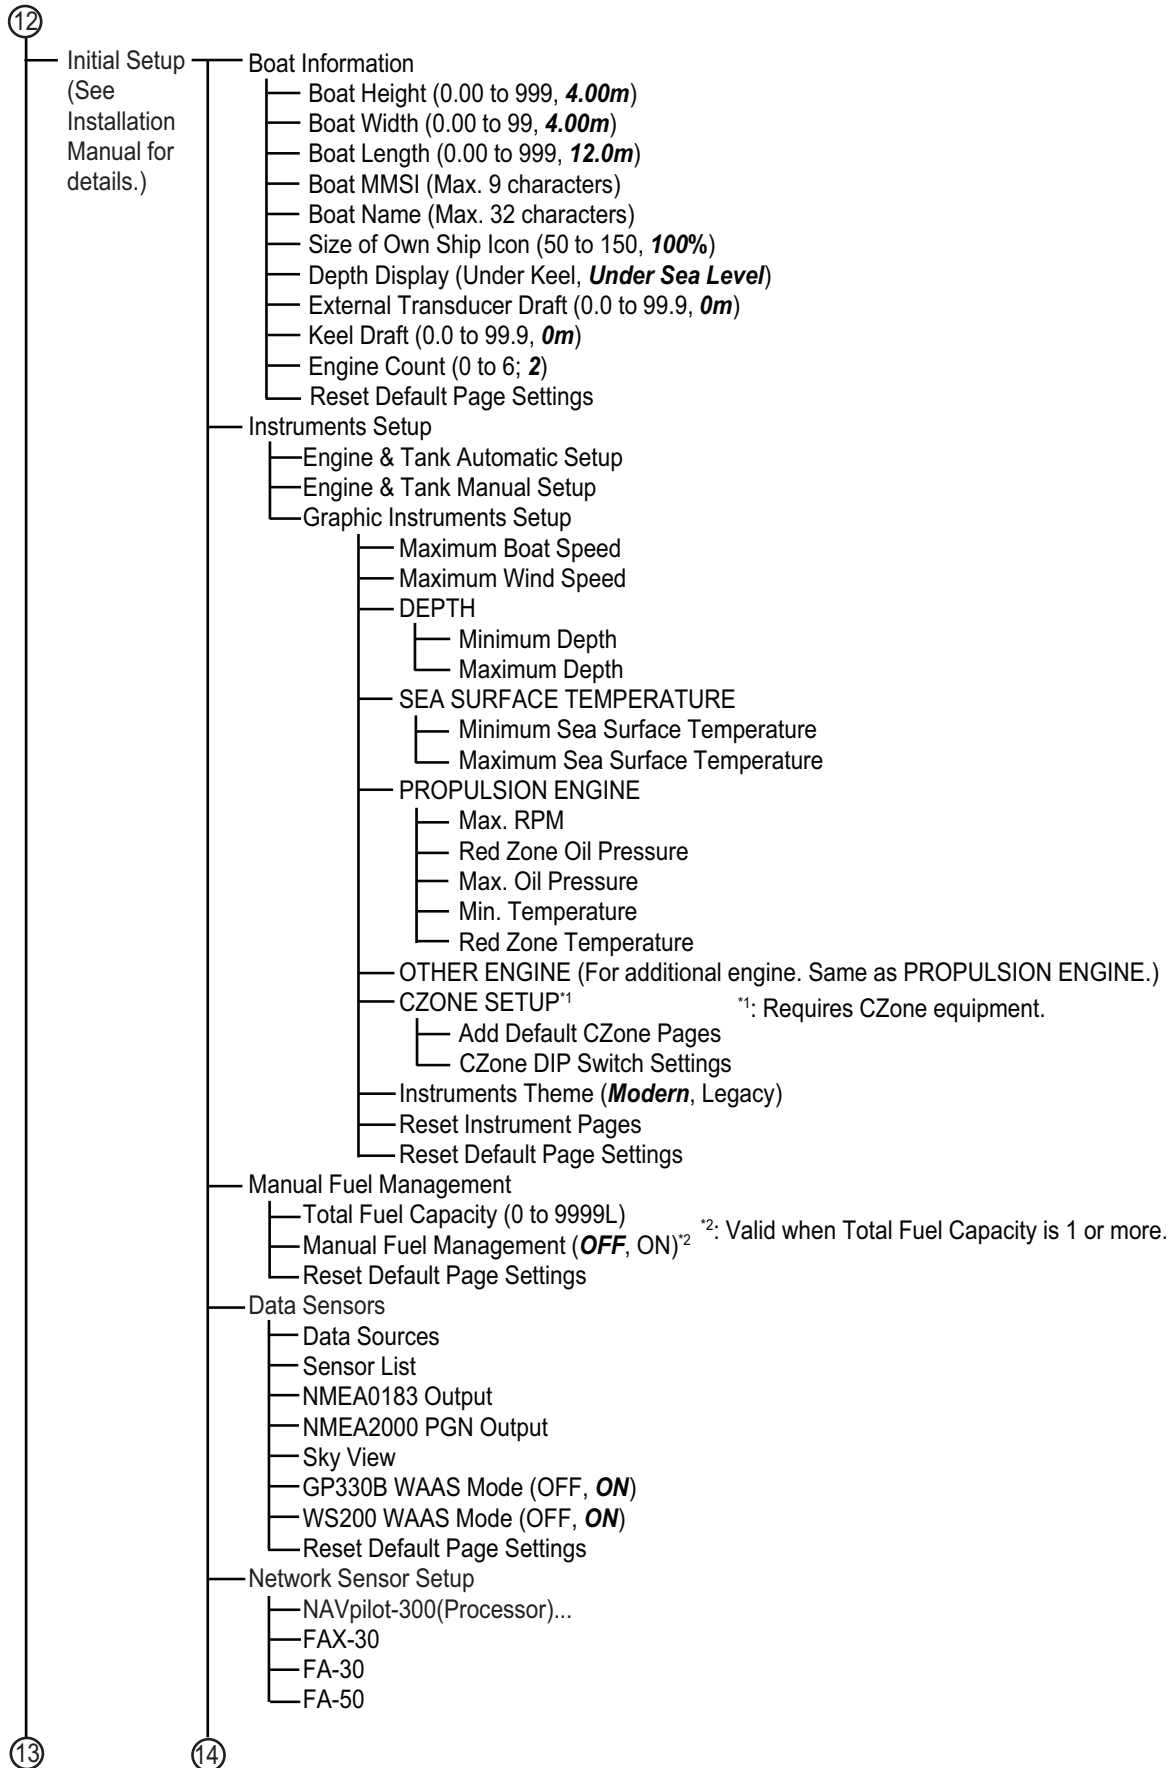 12
Initial Setup
(See
Installation
Manual for
details.)
Boat Information
Boat Height (0.00 to 999, 4.00m)
Boat Width (0.00 to 99, 4.00m)
Boat Length (0.00 to 999, 12.0m)
Boat MMSI (Max. 9 characters)
Boat Name (Max. 32 characters)
Size of Own Ship Icon (50 to 150, 100%)
Depth Display (Under Keel, Under Sea Level)
External Transducer Draft (0.0 to 99.9, 0m)
Keel Draft (0.0 to 99.9, 0m)
Engine Count (0 to 6; 2)
Reset Default Page Settings
Instruments Setup
Engine & Tank Automatic Setup
Engine & Tank Manual Setup
Graphic Instruments Setup
Maximum Boat Speed
Maximum Wind Speed
DEPTH
Minimum Depth
Maximum Depth
SEA SURFACE TEMPERATURE
Minimum Sea Surface Temperature
Maximum Sea Surface Temperature
PROPULSION ENGINE
Max. RPM
Red Zone Oil Pressure
Max. Oil Pressure
Min. Temperature
Red Zone Temperature
OTHER ENGINE (For additional engine. Same as PROPULSION ENGINE.)
CZONE SETUP*1
*1: Requires CZone equipment.
Add Default CZone Pages
CZone DIP Switch Settings
Instruments Theme (Modern, Legacy)
Reset Instrument Pages
Reset Default Page Settings
Manual Fuel Management
Total Fuel Capacity (0 to 9999L)
Manual Fuel Management (OFF, ON)*2
*2: Valid when Total Fuel Capacity is 1 or more.
Reset Default Page Settings
Data Sensors
Data Sources
Sensor List
NMEA0183 Output
NMEA2000 PGN Output
Sky View
GP330B WAAS Mode (OFF, ON)
WS200 WAAS Mode (OFF, ON)
Reset Default Page Settings
Network Sensor Setup
NAVpilot-300(Processor)...
FAX-30
FA-30
FA-50
13
14